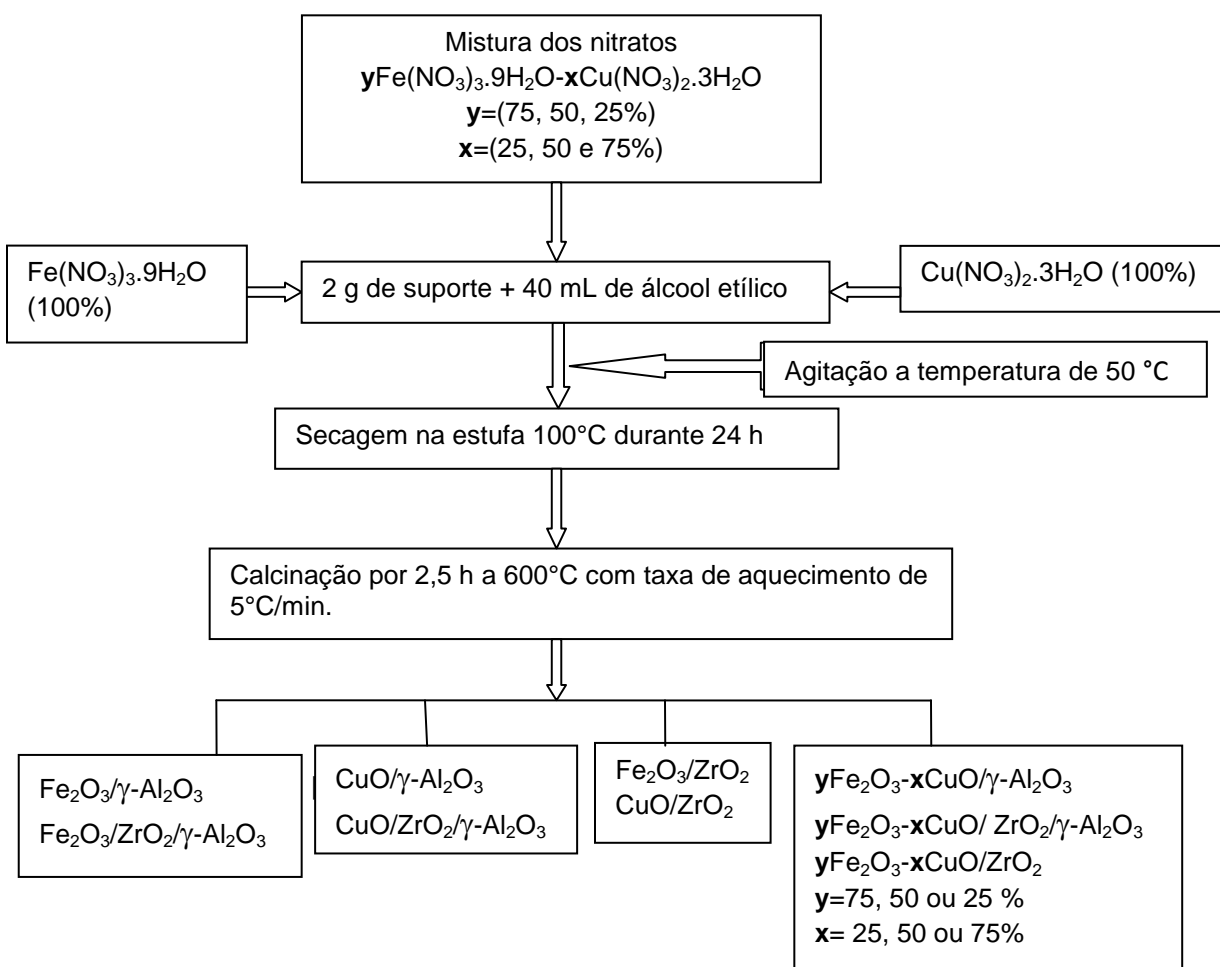 Mistura dos nitratos
yFe(NO₃)₃.9H₂O-xCu(NO₃)₂.3H₂O
y=(75, 50, 25%)
x=(25, 50 e 75%)
Fe(NO₃)₃.9H₂O
(100%)
2 g de suporte + 40 mL de álcool etílico
Cu(NO₃)₂.3H₂O (100%)
Agitação a temperatura de 50 °C
Secagem na estufa 100°C durante 24 h
Calcinação por 2,5 h a 600°C com taxa de aquecimento de
5°C/min.
Fe₂O₃/γ-Al₂O₃
Fe₂O₃/ZrO₂/γ-Al₂O₃
CuO/γ-Al₂O₃
CuO/ZrO₂/γ-Al₂O₃
Fe₂O₃/ZrO₂
CuO/ZrO₂
yFe₂O₃-xCuO/γ-Al₂O₃
yFe₂O₃-xCuO/ ZrO₂/γ-Al₂O₃
yFe₂O₃-xCuO/ZrO₂
y=75, 50 ou 25 %
x= 25, 50 ou 75%